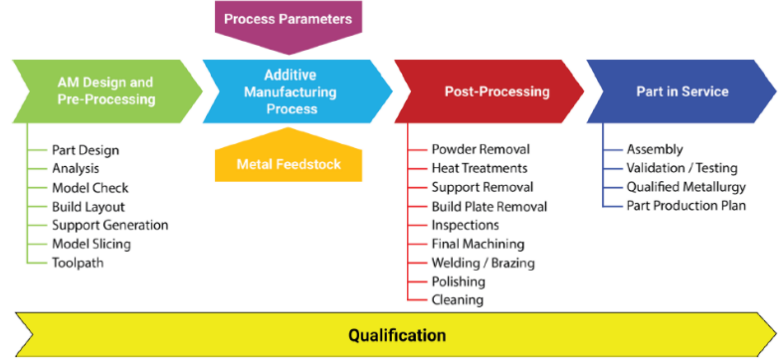 Process Parameters
AM Design and
Pre-Processing
Additive
Manufacturing
Process
Post-Processing
Part in Service
Metal Feedstock
Part Design
Analysis
Model Check
Build Layout
Support Generation
Model Slicing
Toolpath
Powder Removal
Heat Treatments
Support Removal
Build Plate Removal
Inspections
Final Machining
Welding / Brazing
Polishing
Cleaning
Assembly
Validation / Testing
Qualified Metallurgy
Part Production Plan
Qualification